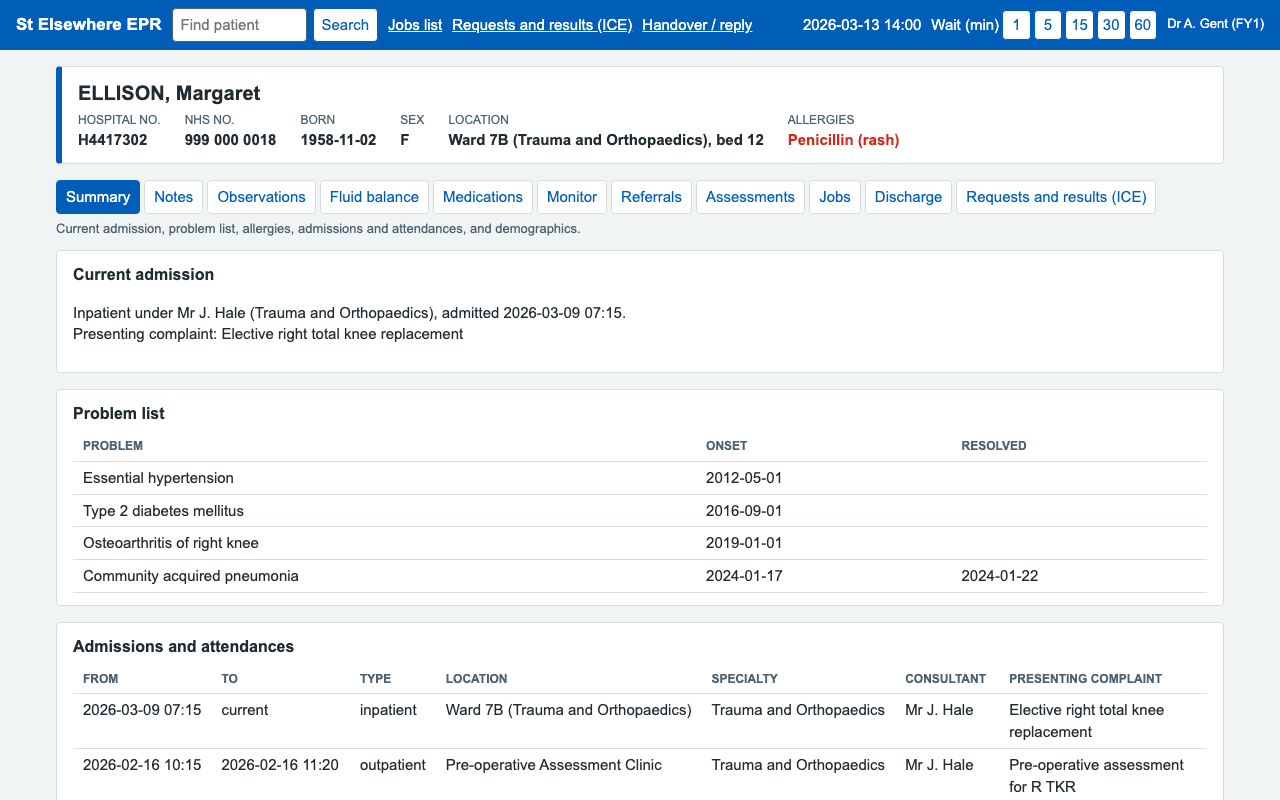 St Elsewhere EPR Find patient Search Jobs list Requests and results (ICE) Handover / reply 2026-03-13 14:00 Wait (min) 1 5 15 30 60 Dr A. Gent (FY1)
ELLISON, Margaret
HOSPITAL NO. NHS NO. BORN SEX LOCATION ALLERGIES
H4417302 999 000 0018 1958-11-02 F Ward 7B (Trauma and Orthopaedics), bed 12 Penicillin (rash)
Summary Notes Observations Fluid balance Medications Monitor Referrals Assessments Jobs Discharge Requests and results (ICE)
Current admission, problem list, allergies, admissions and attendances, and demographics.
Current admission
Inpatient under Mr J. Hale (Trauma and Orthopaedics), admitted 2026-03-09 07:15.
Presenting complaint: Elective right total knee replacement
Problem list
PROBLEM ONSET RESOLVED
Essential hypertension 2012-05-01
Type 2 diabetes mellitus 2016-09-01
Osteoarthritis of right knee 2019-01-01
Community acquired pneumonia 2024-01-17 2024-01-22
Admissions and attendances
FROM TO TYPE LOCATION SPECIALTY CONSULTANT PRESENTING COMPLAINT
2026-03-09 07:15 current inpatient Ward 7B (Trauma and Orthopaedics) Trauma and Orthopaedics Mr J. Hale Elective right total knee
replacement
2026-02-16 10:15 2026-02-16 11:20 outpatient Pre-operative Assessment Clinic Trauma and Orthopaedics Mr J. Hale Pre-operative assessment
for R TKR